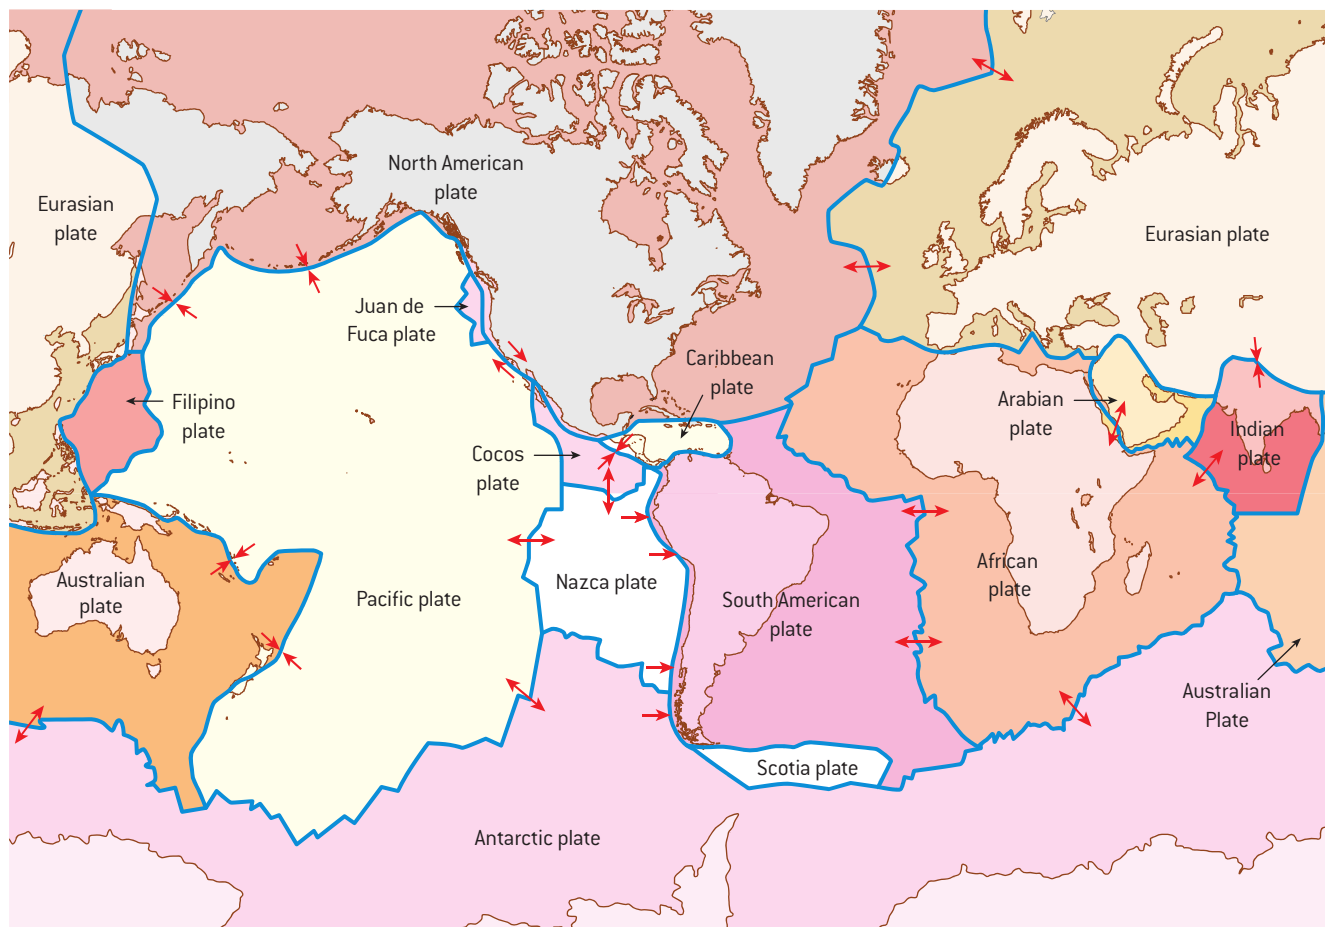 North American
plate
Eurasian
plate
Eurasian plate
Juan de
Fuca plate
Caribbean
plate
Filipino
plate
Arabian
plate
Indian
plate
Cocos
plate
Australian
plate
Pacific plate
Nazca plate
South American
plate
African
plate
Australian
Plate
Scotia plate
Antarctic plate